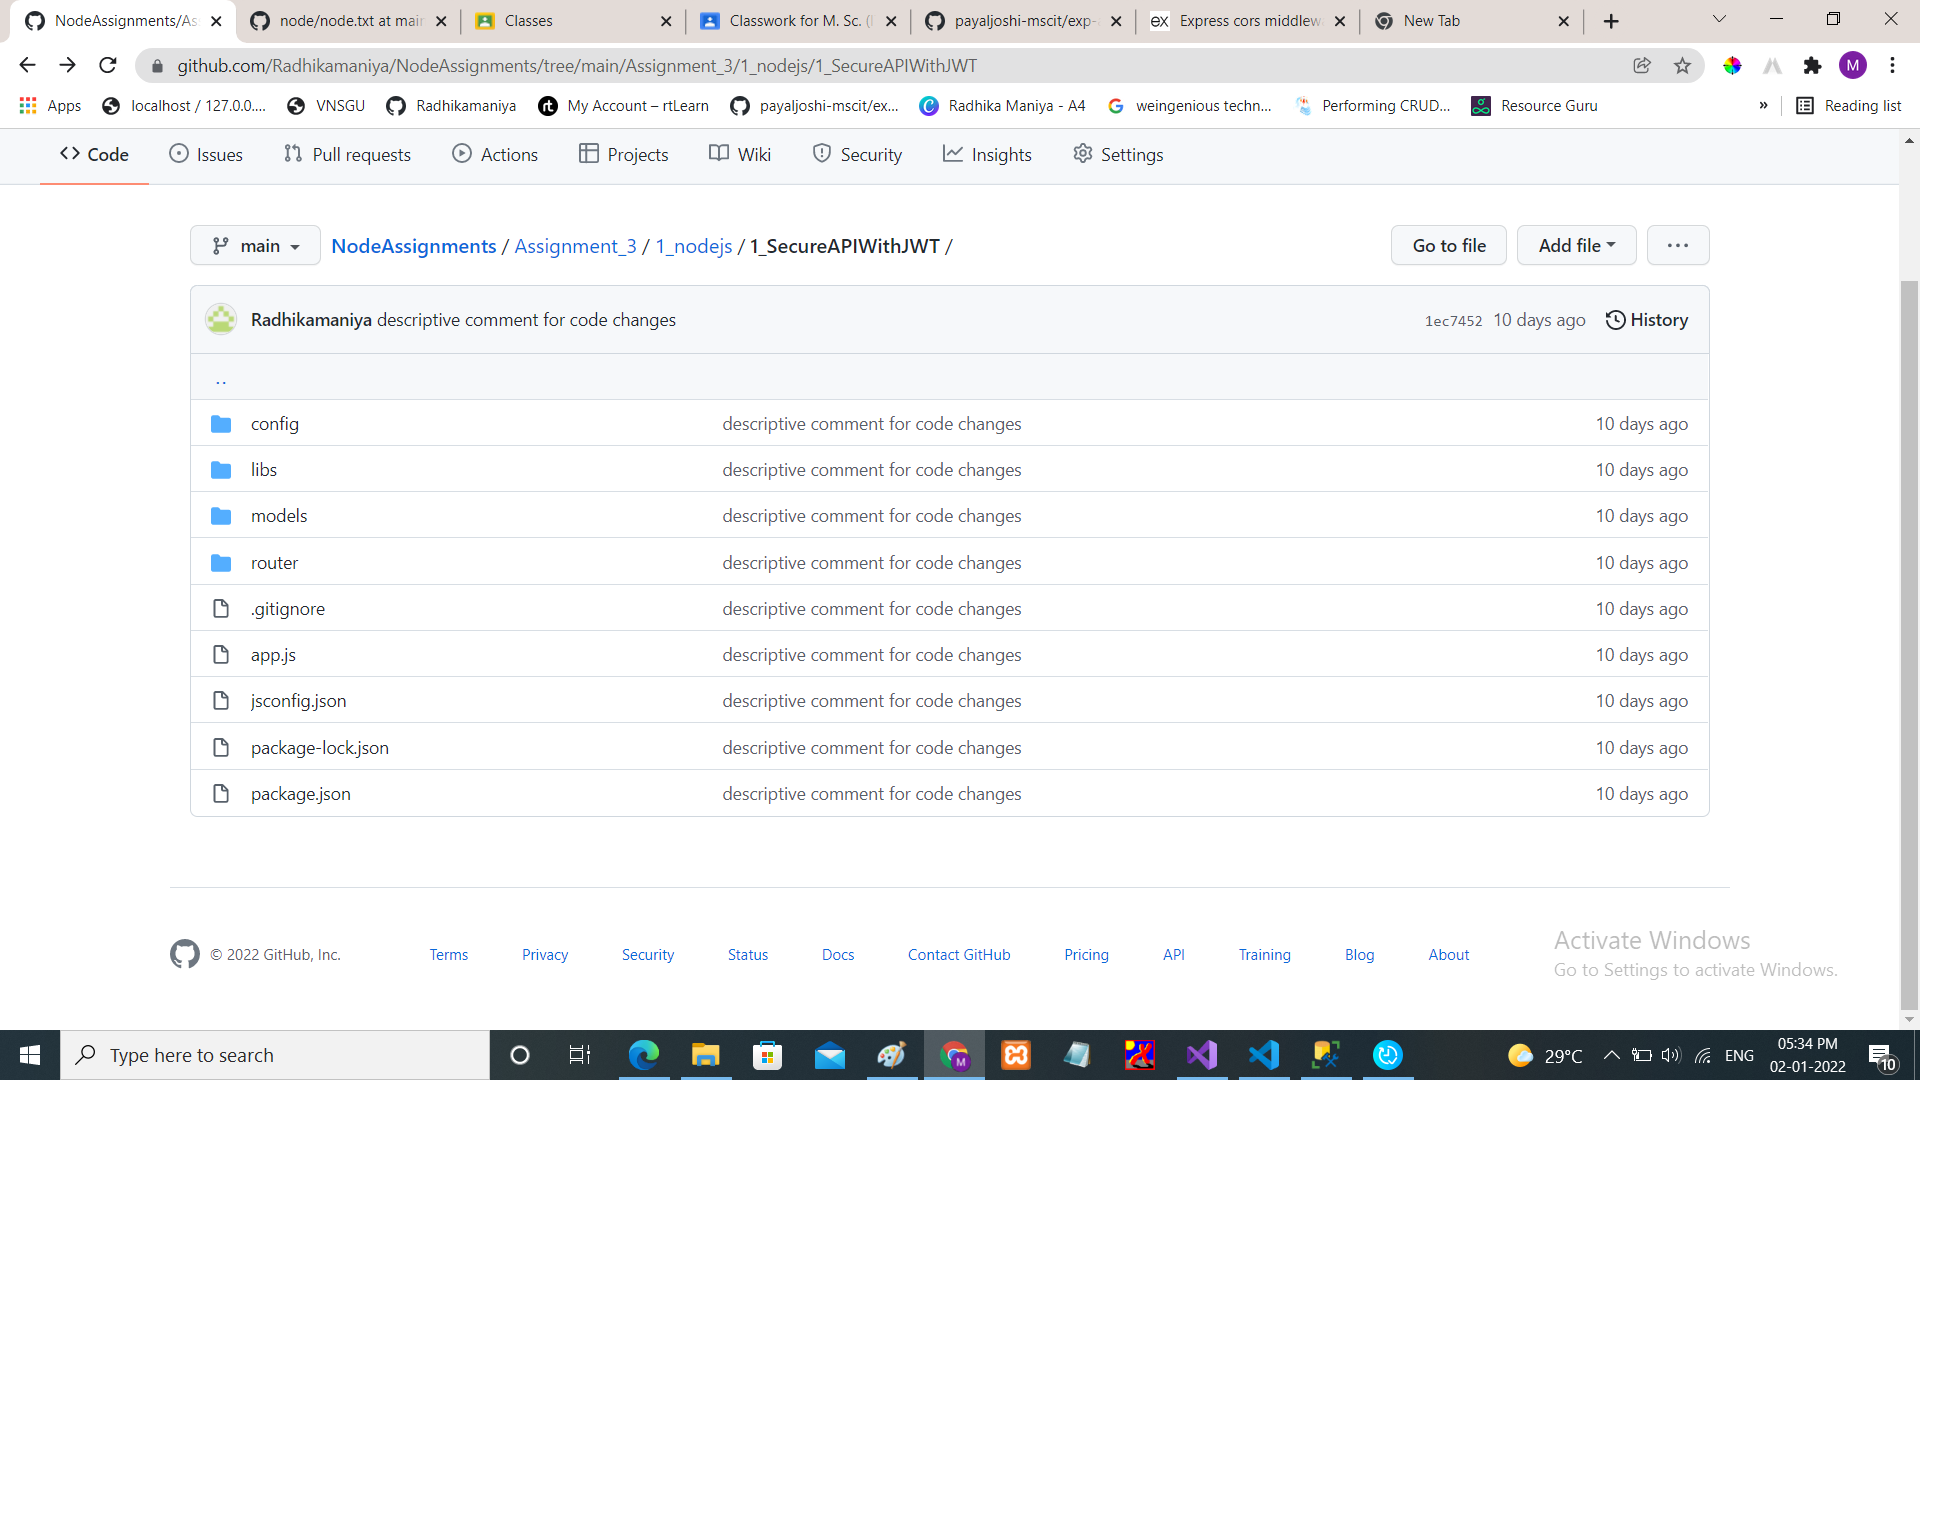 NodeAssignments/As
node/node.txt at mai
Classes
Classwork for M. Sc. (
payaljoshi-mscit/exp-
Express cors middlew
New Tab
github.com/Radhikamaniya/NodeAssignments/tree/main/Assignment_3/1_nodejs/1_SecureAPIWithJWT
M
Apps
localhost / 127.0.0....
VNSGU
Radhikamaniya
My Account – rtLearn
payaljoshi-mscit/ex...
Radhika Maniya - A4
weingenious techn...
Performing CRUD...
Resource Guru
»
Reading list
Code
Issues
Pull requests
Actions
Projects
Wiki
Security
Insights
Settings
main
NodeAssignments / Assignment_3 / 1_nodejs / 1_SecureAPIWithJWT /
Go to file
Add file
...
Radhikamaniya descriptive comment for code changes
1ec7452 10 days ago History
..
config descriptive comment for code changes 10 days ago
libs descriptive comment for code changes 10 days ago
models descriptive comment for code changes 10 days ago
router descriptive comment for code changes 10 days ago
.gitignore descriptive comment for code changes 10 days ago
app.js descriptive comment for code changes 10 days ago
jsconfig.json descriptive comment for code changes 10 days ago
package-lock.json descriptive comment for code changes 10 days ago
package.json descriptive comment for code changes 10 days ago
© 2022 GitHub, Inc.
Terms
Privacy
Security
Status
Docs
Contact GitHub
Pricing
API
Training
Blog
About
Activate Windows
Go to Settings to activate Windows.
Type here to search
29°C
ENG
05:34 PM
02-01-2022
10